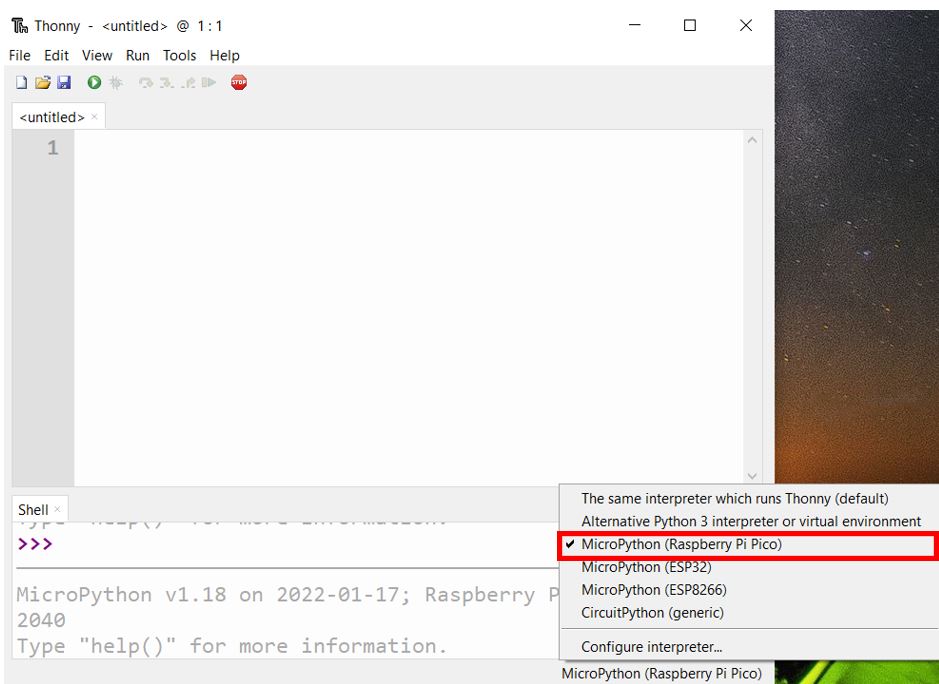 Thonny - <untitled> @ 1 : 1
File Edit View Run Tools Help
STOP
<untitled> ×
1
Shell ×
Type "help()" for more information.
>>>
MicroPython v1.18 on 2022-01-17; Raspberry P
2040
Type "help()" for more information.
The same interpreter which runs Thonny (default)
Alternative Python 3 interpreter or virtual environment
✓ MicroPython (Raspberry Pi Pico)
MicroPython (ESP32)
MicroPython (ESP8266)
CircuitPython (generic)
Configure interpreter...
MicroPython (Raspberry Pi Pico)